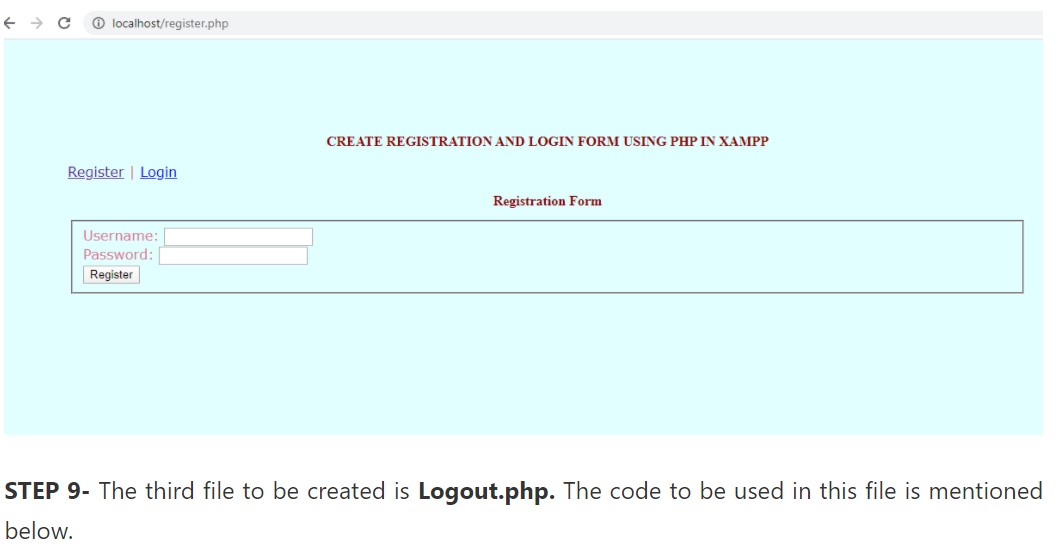 localhost/register.php
CREATE REGISTRATION AND LOGIN FORM USING PHP IN XAMPP
Register | Login
Registration Form
Username:
Password:
Register
STEP 9- The third file to be created is Logout.php. The code to be used in this file is mentioned
below.